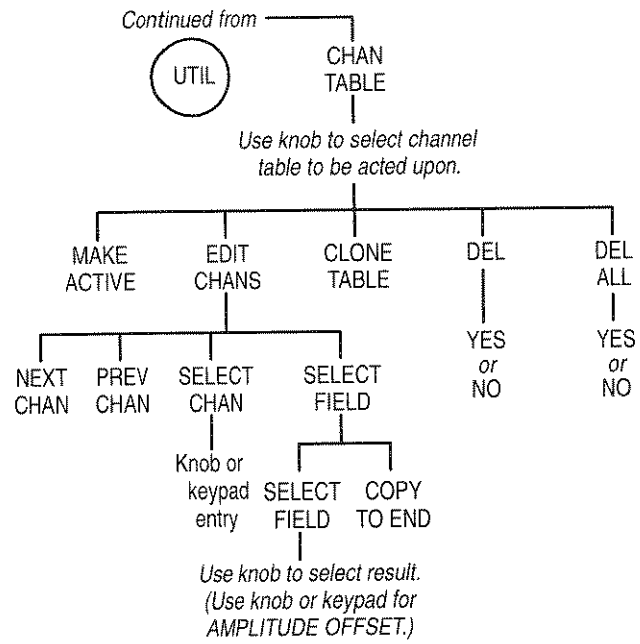 Continued from
UTIL
CHAN
TABLE
Use knob to select channel
table to be acted upon.
MAKE
ACTIVE
EDIT
CHANS
CLONE
TABLE
DEL
DEL
ALL
YES
or
NO
YES
or
NO
NEXT
CHAN
PREV
CHAN
SELECT
CHAN
SELECT
FIELD
Knob or
keypad
entry
SELECT
FIELD
COPY
TO END
Use knob to select result.
(Use knob or keypad for
AMPLITUDE OFFSET.)